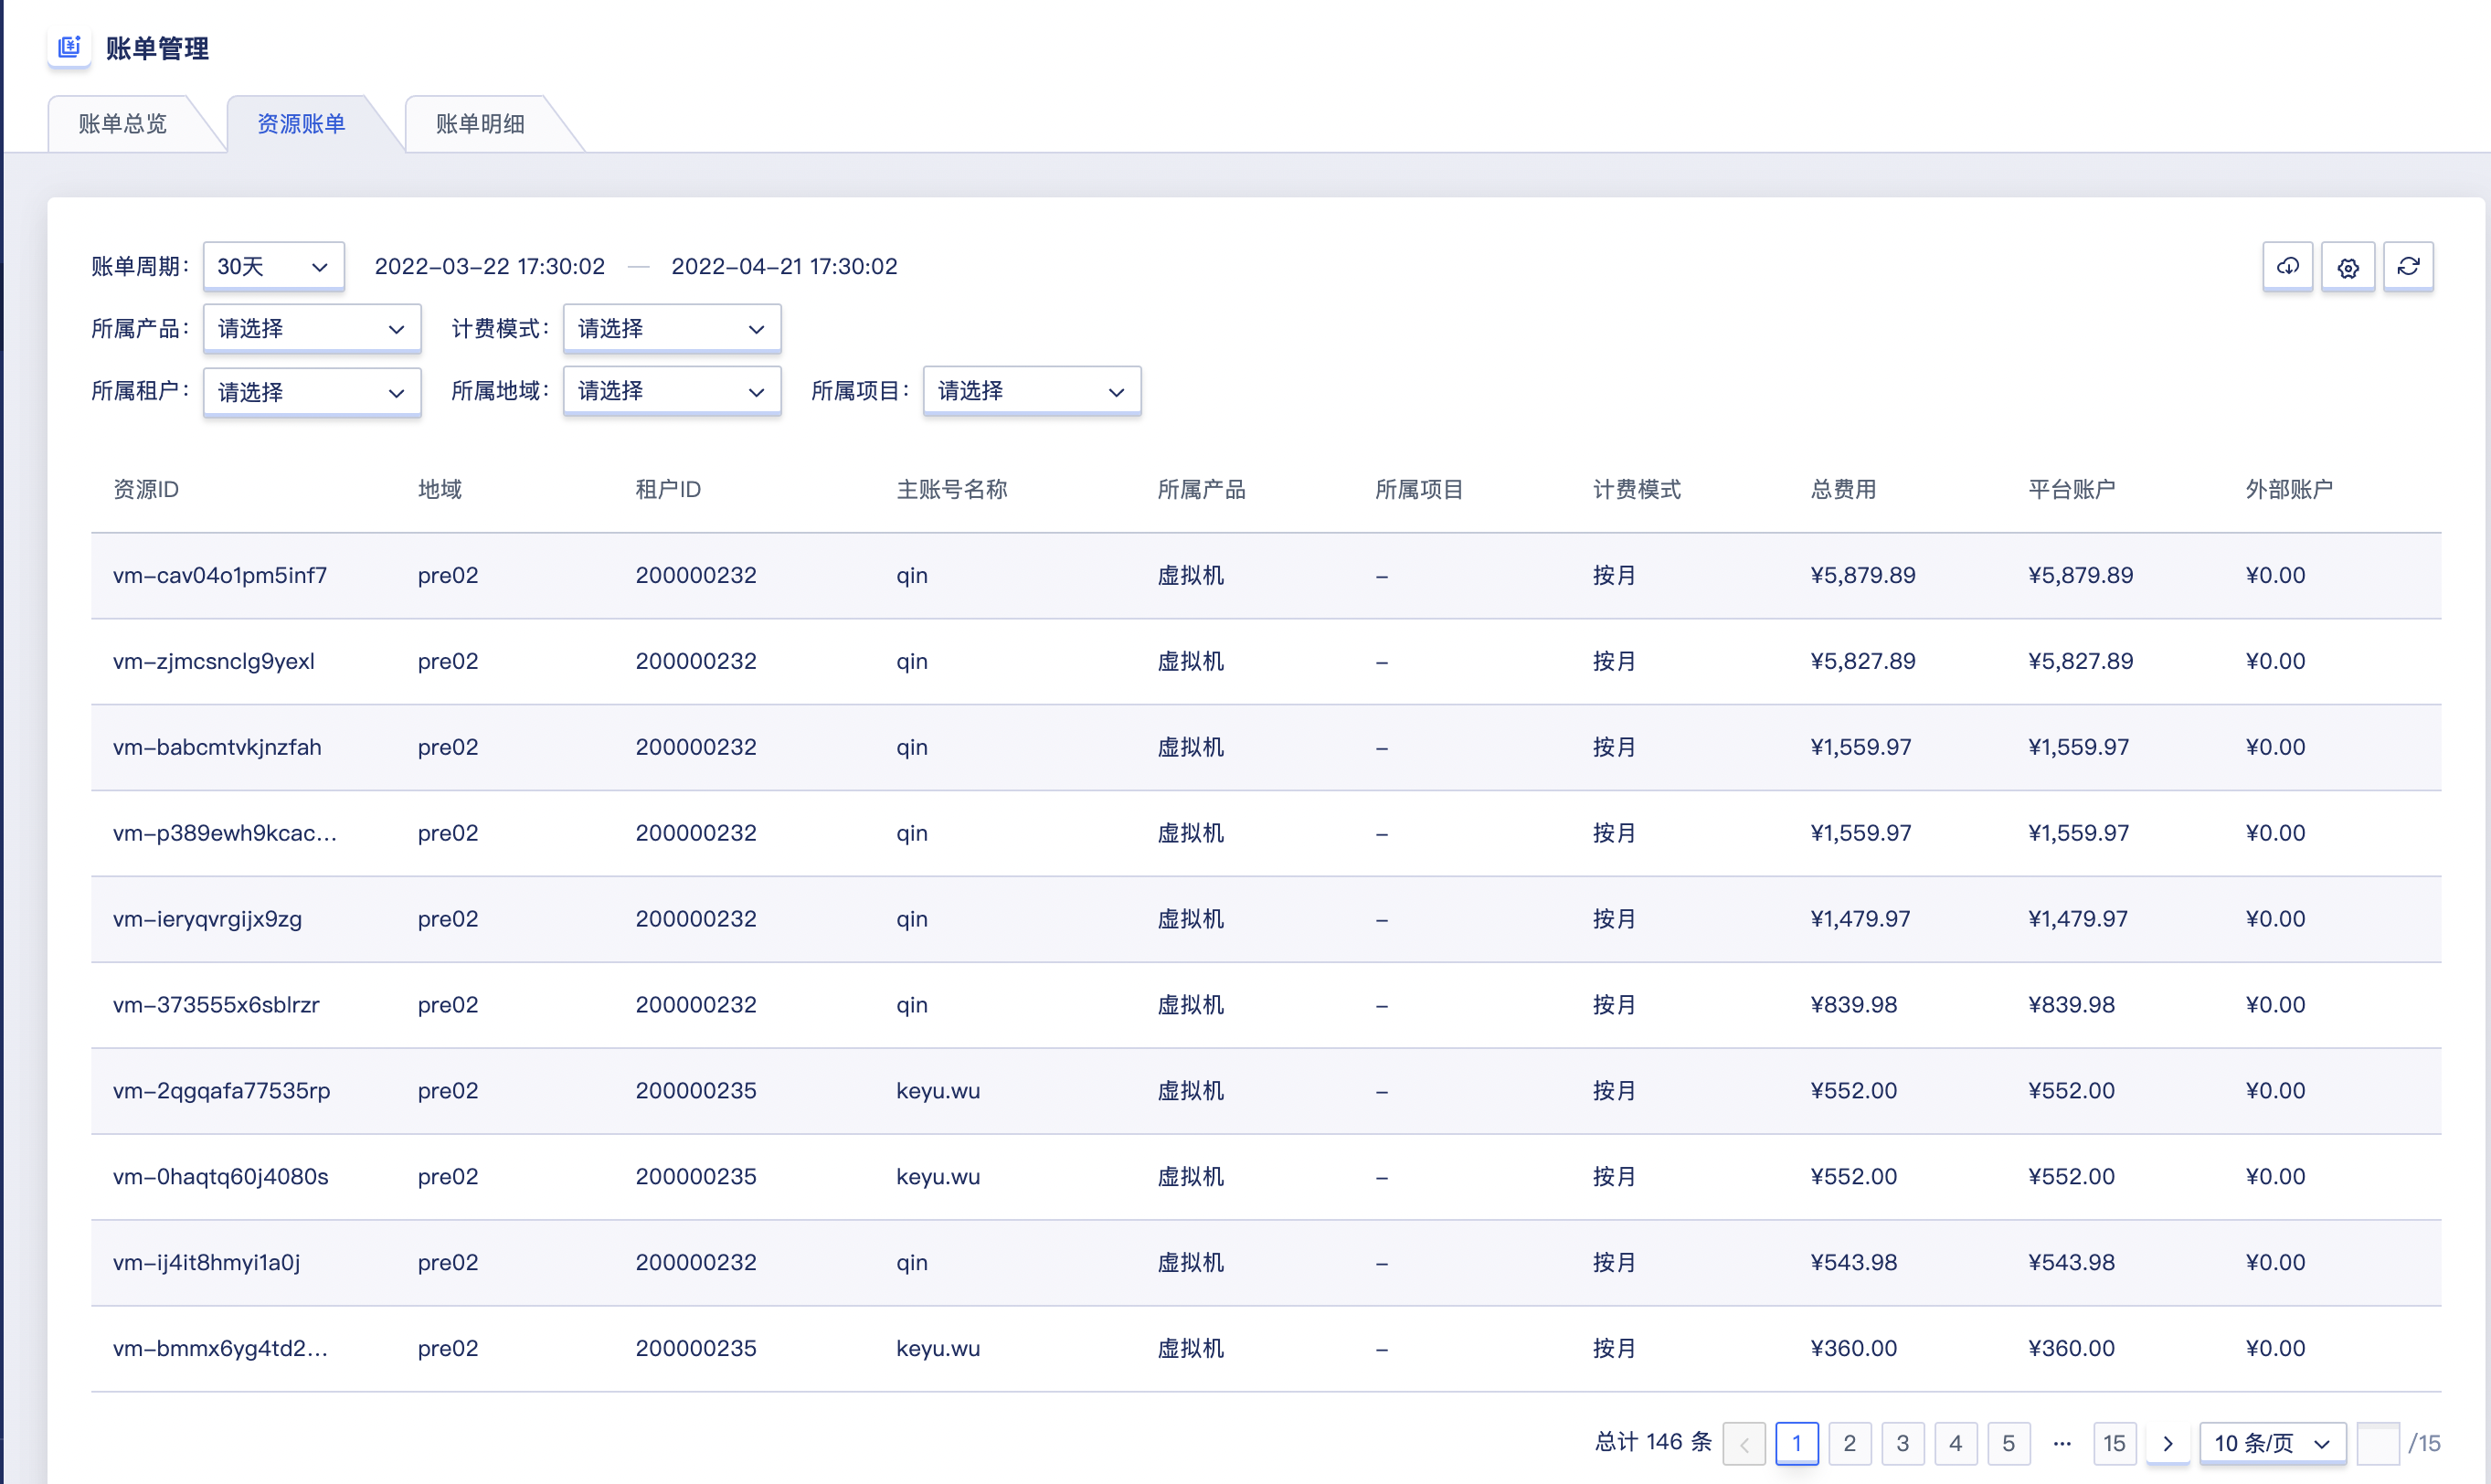 账单管理
账单总览 资源账单 账单明细
账单周期: 30天 2022-03-22 17:30:02 — 2022-04-21 17:30:02
所属产品: 请选择 计费模式: 请选择
所属租户: 请选择 所属地域: 请选择 所属项目: 请选择
资源ID 地域 租户ID 主账号名称 所属产品 所属项目 计费模式 总费用 平台账户 外部账户
vm-cav04o1pm5inf7 pre02 200000232 qin 虚拟机 - 按月 ¥5,879.89 ¥5,879.89 ¥0.00
vm-zjmcsnclg9yexl pre02 200000232 qin 虚拟机 - 按月 ¥5,827.89 ¥5,827.89 ¥0.00
vm-babcmtvkjnzfah pre02 200000232 qin 虚拟机 - 按月 ¥1,559.97 ¥1,559.97 ¥0.00
vm-p389ewh9kcac... pre02 200000232 qin 虚拟机 - 按月 ¥1,559.97 ¥1,559.97 ¥0.00
vm-ieryqvrgijx9zg pre02 200000232 qin 虚拟机 - 按月 ¥1,479.97 ¥1,479.97 ¥0.00
vm-373555x6sblrzr pre02 200000232 qin 虚拟机 - 按月 ¥839.98 ¥839.98 ¥0.00
vm-2qgqafa77535rp pre02 200000235 keyu.wu 虚拟机 - 按月 ¥552.00 ¥552.00 ¥0.00
vm-0haqtq60j4080s pre02 200000235 keyu.wu 虚拟机 - 按月 ¥552.00 ¥552.00 ¥0.00
vm-ij4it8hmyi1a0j pre02 200000232 qin 虚拟机 - 按月 ¥543.98 ¥543.98 ¥0.00
vm-bmmx6yg4td2... pre02 200000235 keyu.wu 虚拟机 - 按月 ¥360.00 ¥360.00 ¥0.00
总计 146 条 < 1 2 3 4 5 ... 15 > 10 条/页 /15